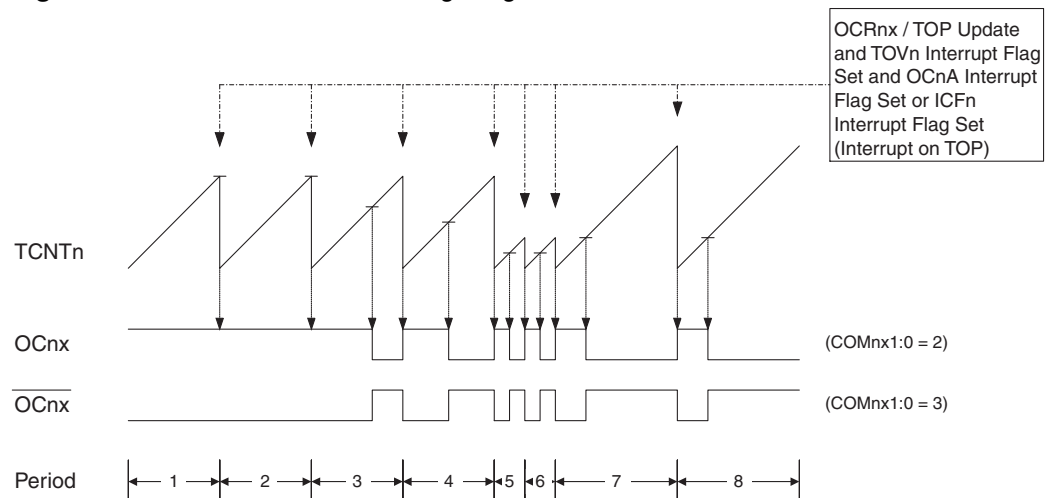 OCRnx / TOP Update
and TOVn Interrupt Flag
Set and OCnA Interrupt
Flag Set or ICFn
Interrupt Flag Set
(Interrupt on TOP)
TCNTn
OCnx
(COMnx1:0 = 2)
OCnx
(COMnx1:0 = 3)
Period
1 2 3 4 5 6 7 8